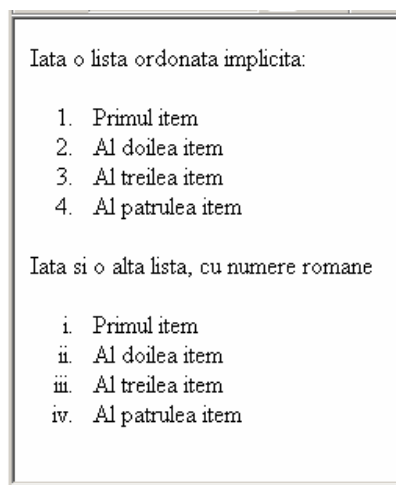 Iata o lista ordonata implicita:
1. Primul item
2. Al doilea item
3. Al treilea item
4. Al patrulea item
Iata si o alta lista, cu numere romane
i. Primul item
ii. Al doilea item
iii. Al treilea item
iv. Al patrulea item